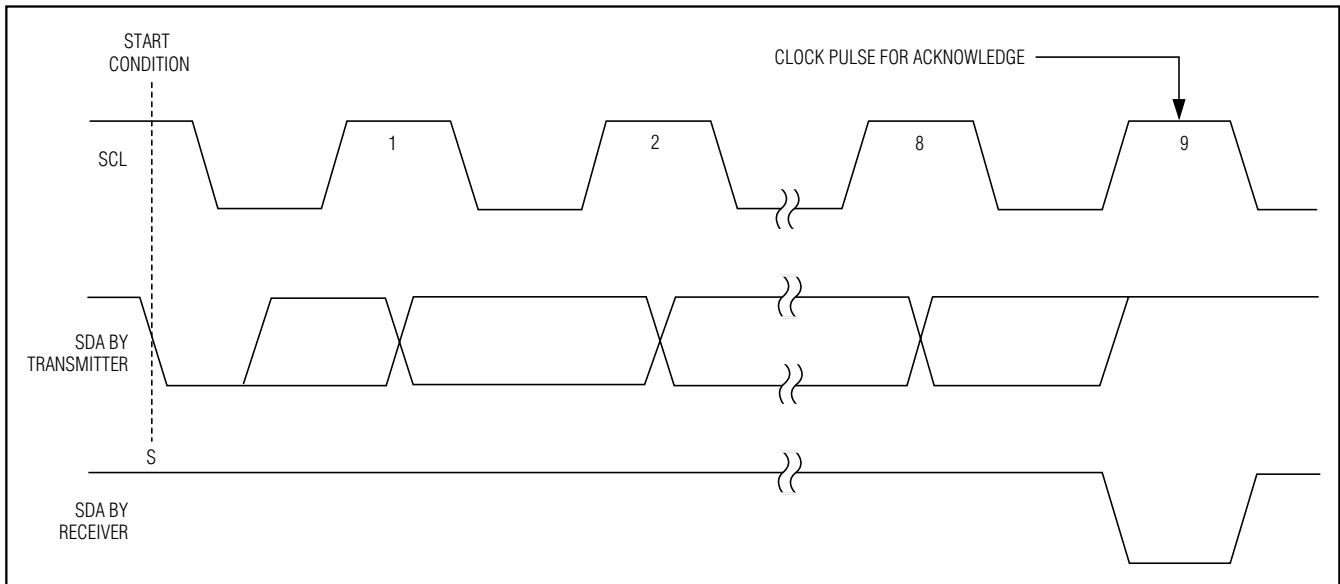 START
CONDITION
CLOCK PULSE FOR ACKNOWLEDGE
SCL
1
2
8
9
SDA BY
TRANSMITTER
S
SDA BY
RECEIVER